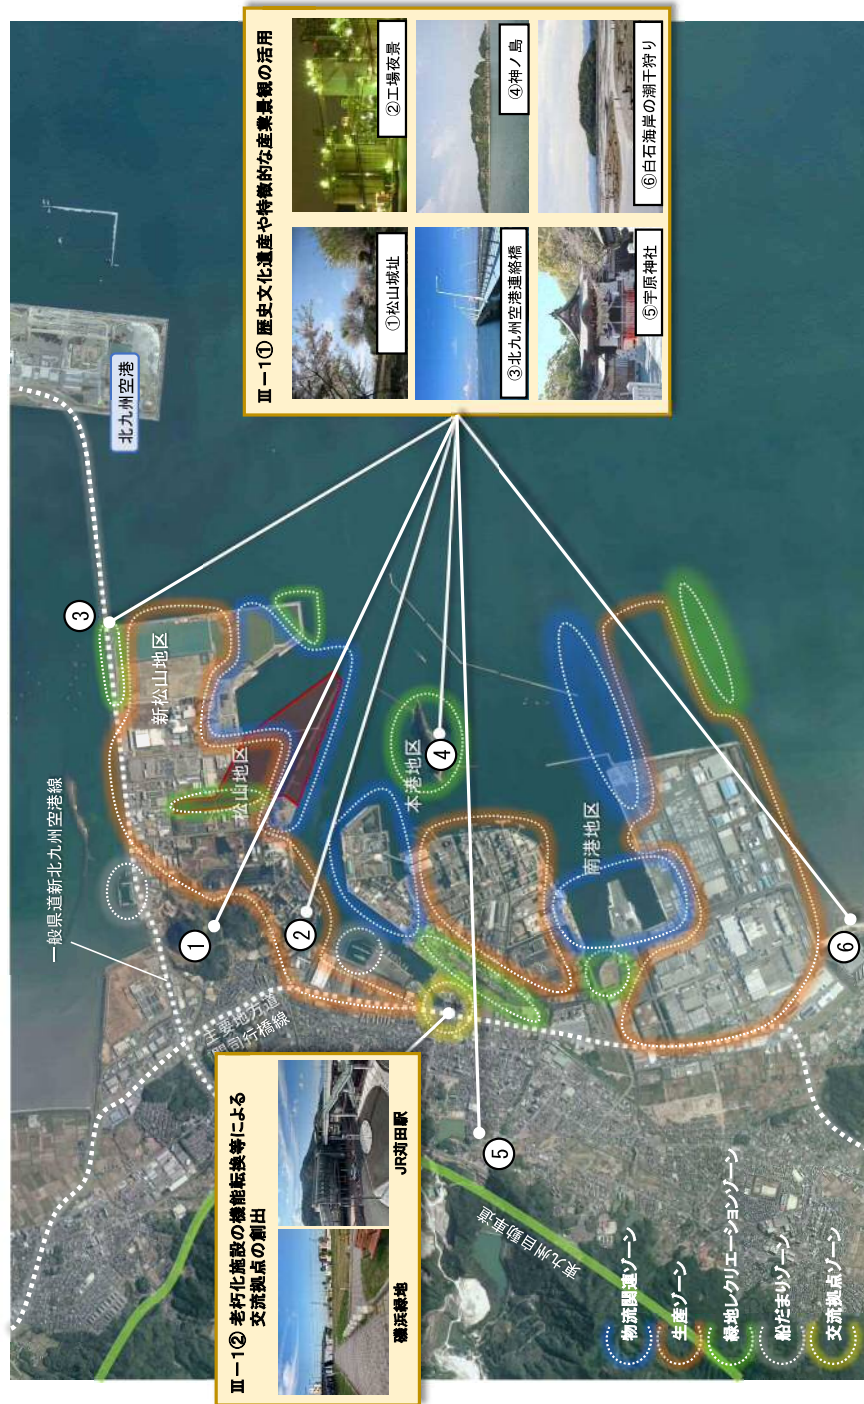 Ⅲ－1① 歴史文化遺産や特徴的な産業景観の活用
①松山城址
②工場夜景
③北九州空港連絡橋
④神ノ島
⑤宇原神社
⑥白石海岸の潮干狩り
北九州空港
一般県道新北九州空港線
新松山地区
松山地区
本港地区
南港地区
主要地方道
門司行橋線
東九州自動車道
1
2
3
4
5
6
Ⅲ－1② 老朽化施設の機能転換等による
交流拠点の創出
磯浜緑地
JR苅田駅
物流関連ゾーン
生産ゾーン
緑地レクリエーションゾーン
船だまりゾーン
交流拠点ゾーン